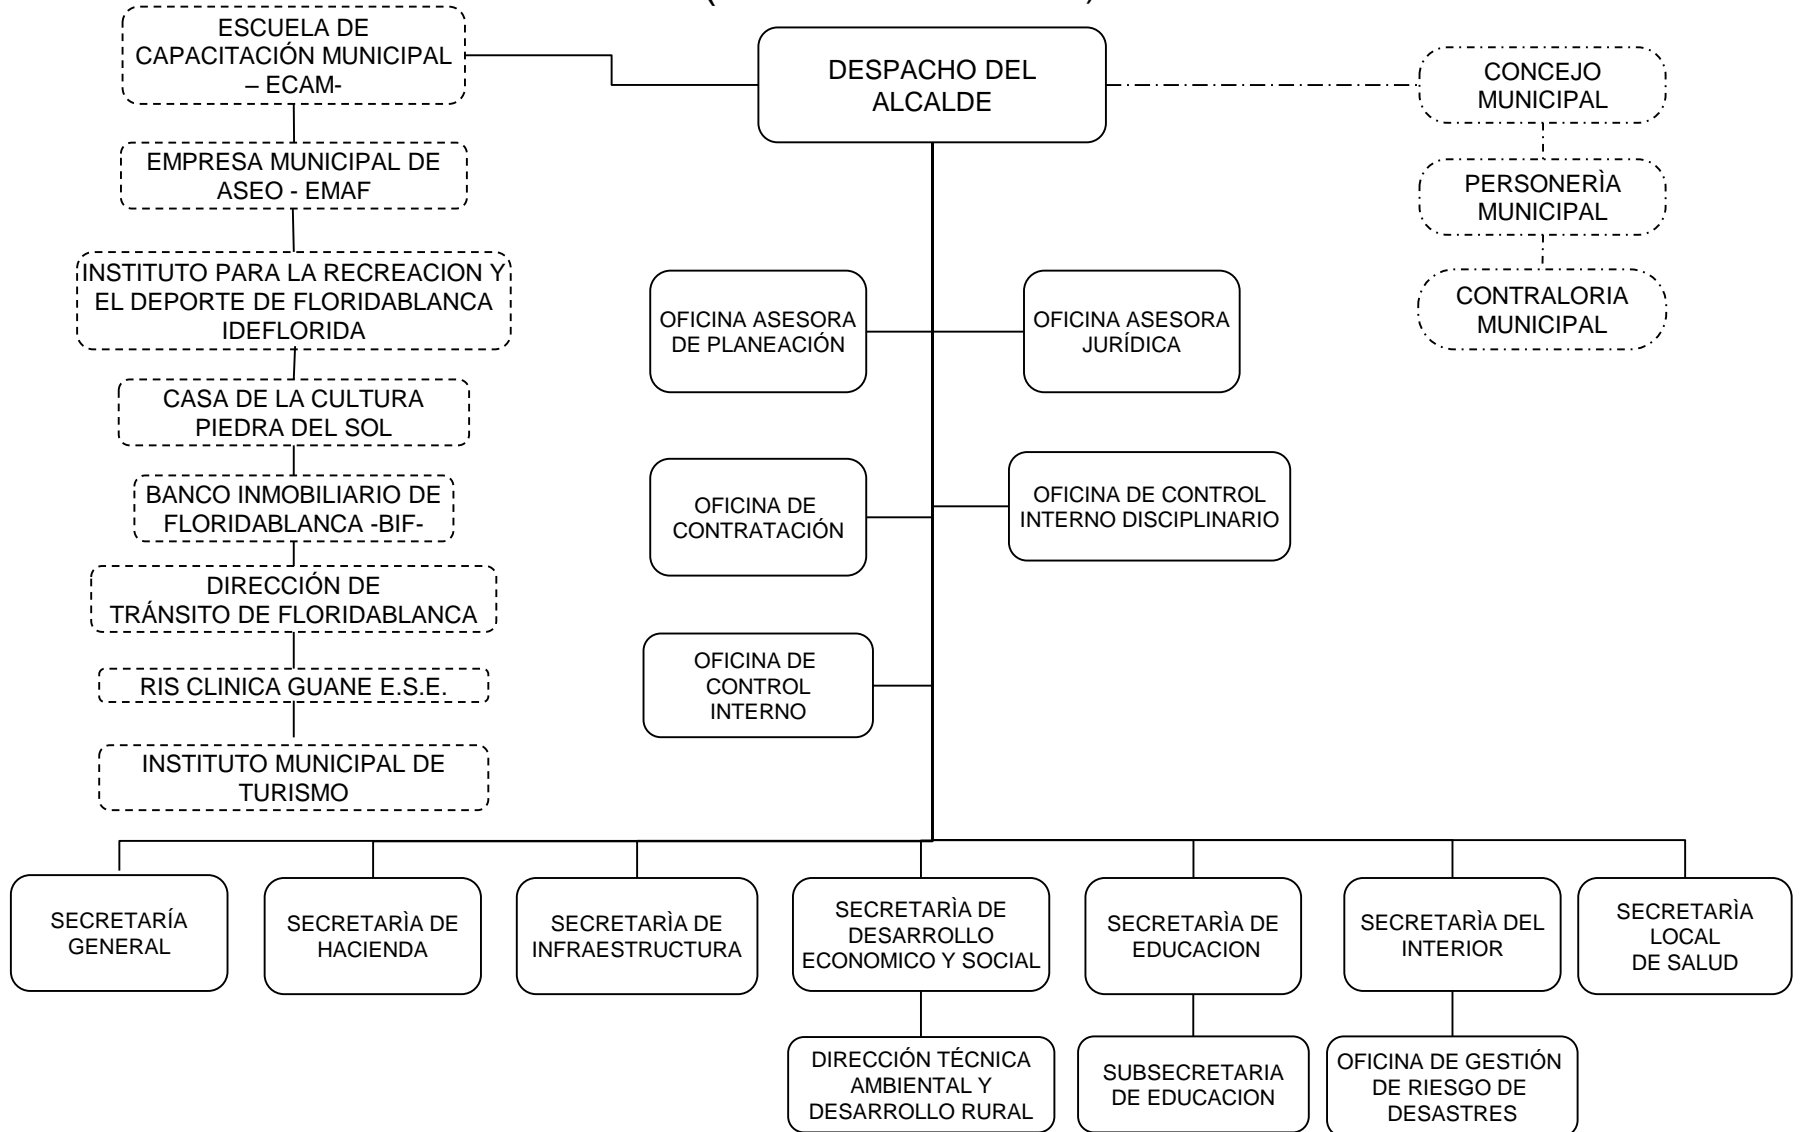 ESCUELA DE
CAPACITACIÓN MUNICIPAL
– ECAM-
DESPACHO DEL
ALCALDE
CONCEJO
MUNICIPAL
EMPRESA MUNICIPAL DE
ASEO - EMAF
PERSONERÌA
MUNICIPAL
INSTITUTO PARA LA RECREACION Y
EL DEPORTE DE FLORIDABLANCA
IDEFLORIDA
CONTRALORIA
MUNICIPAL
OFICINA ASESORA
DE PLANEACIÓN
OFICINA ASESORA
JURÍDICA
CASA DE LA CULTURA
PIEDRA DEL SOL
BANCO INMOBILIARIO DE
FLORIDABLANCA -BIF-
OFICINA DE
CONTRATACIÓN
OFICINA DE CONTROL
INTERNO DISCIPLINARIO
DIRECCIÓN DE
TRÁNSITO DE FLORIDABLANCA
RIS CLINICA GUANE E.S.E.
OFICINA DE
CONTROL
INTERNO
INSTITUTO MUNICIPAL DE
TURISMO
SECRETARÍA
GENERAL
SECRETARÌA DE
HACIENDA
SECRETARÌA DE
INFRAESTRUCTURA
SECRETARÌA DE
DESARROLLO
ECONOMICO Y SOCIAL
SECRETARÌA DE
EDUCACION
SECRETARÌA DEL
INTERIOR
SECRETARÌA
LOCAL
DE SALUD
DIRECCIÓN TÉCNICA
AMBIENTAL Y
DESARROLLO RURAL
SUBSECRETARIA
DE EDUCACION
OFICINA DE GESTIÓN
DE RIESGO DE
DESASTRES